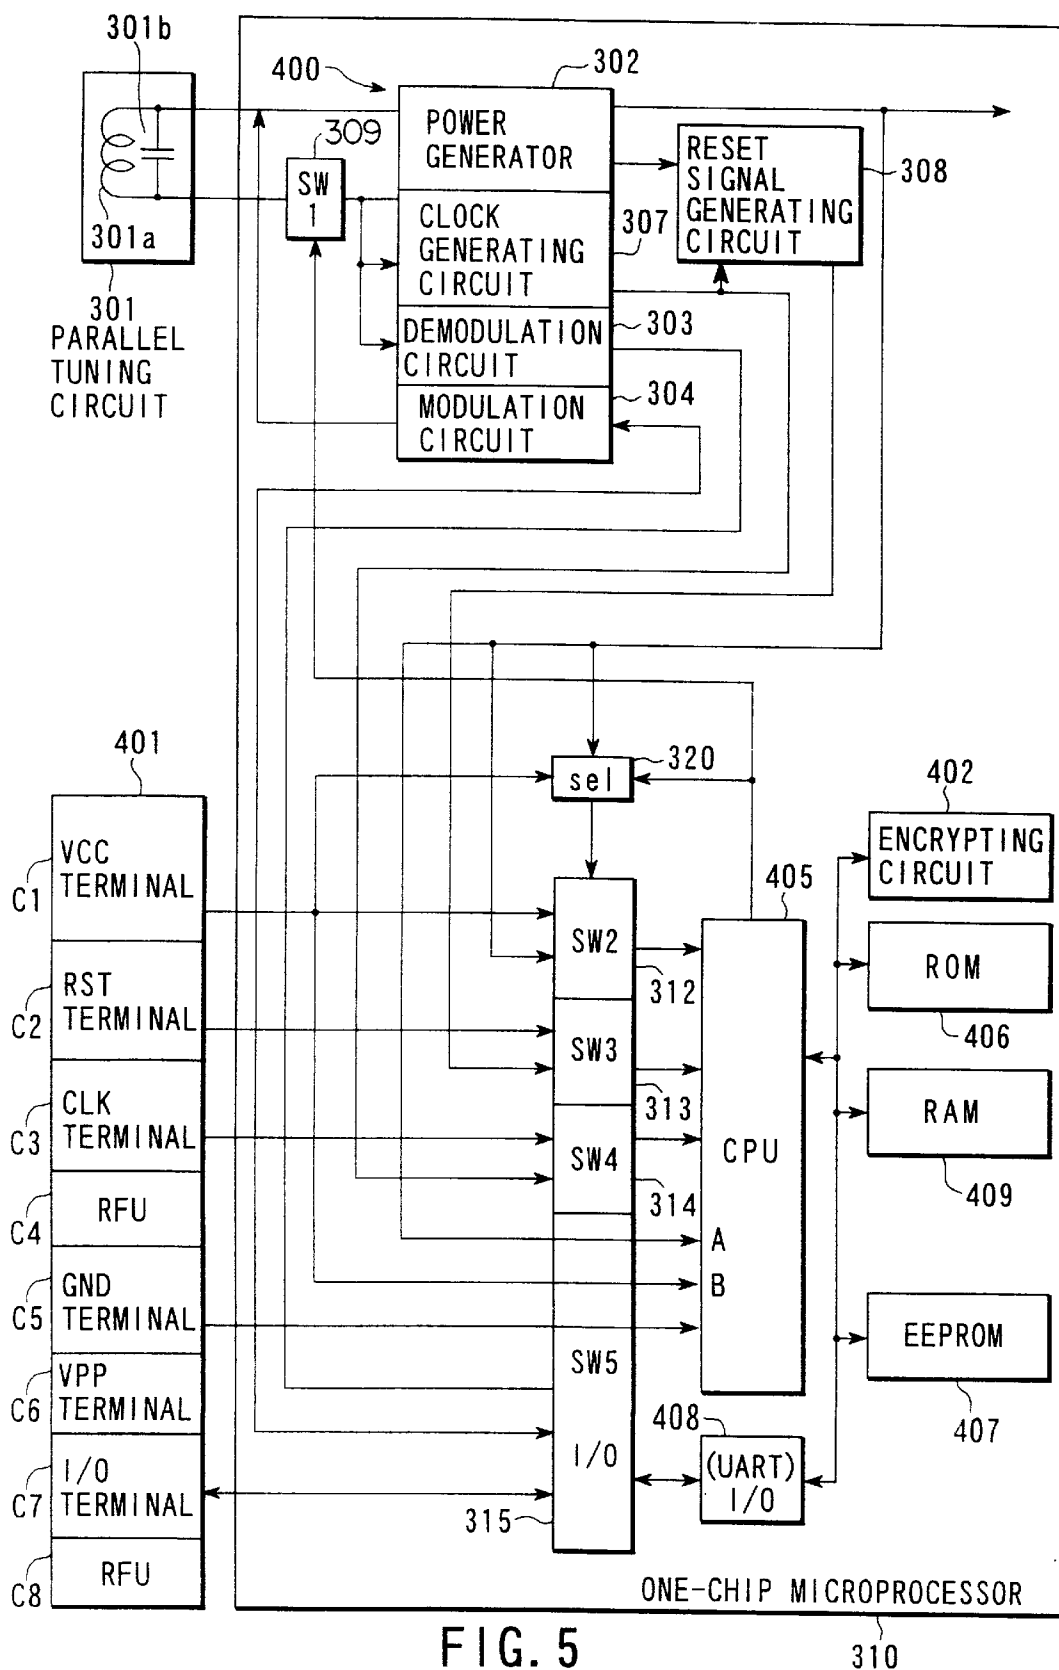 301b
400
302
309
POWER
GENERATOR
RESET
SIGNAL
GENERATING
CIRCUIT
308
SW
1
301a
CLOCK
GENERATING
CIRCUIT
307
301
PARALLEL
TUNING
CIRCUIT
DEMODULATION
CIRCUIT
303
MODULATION
CIRCUIT
304
401
sel
320
402
ENCRYPTING
CIRCUIT
C1
VCC
TERMINAL
405
SW2
312
ROM
406
C2
RST
TERMINAL
SW3
313
C3
CLK
TERMINAL
SW4
314
CPU
RAM
409
C4
RFU
A
B
C5
GND
TERMINAL
SW5
EEPROM
407
C6
VPP
TERMINAL
408
I/O
(UART)
I/O
C7
I/O
TERMINAL
315
C8
RFU
ONE-CHIP MICROPROCESSOR
310
FIG. 5